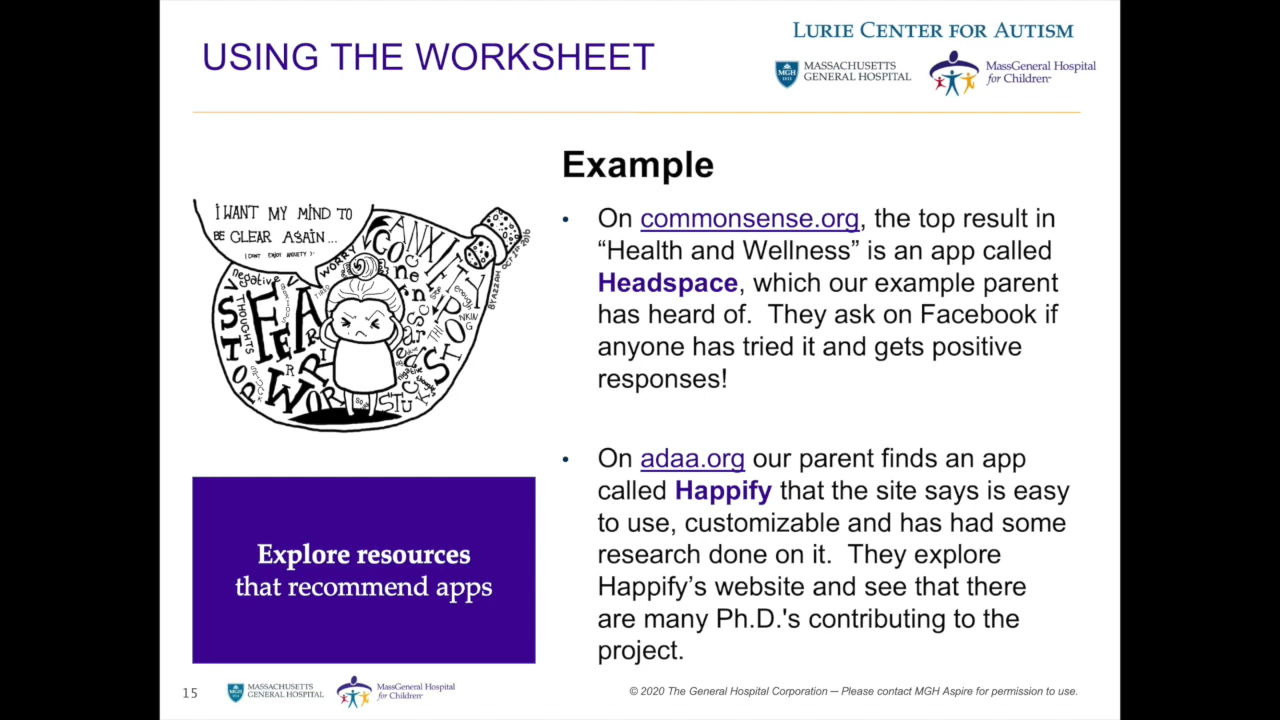 USING THE WORKSHEET
LURIE CENTER FOR AUTISM
MGH
1811
MASSACHUSETTS
GENERAL HOSPITAL
MassGeneral Hospital
for Children
Example
• On commonsense.org, the top result in
“Health and Wellness” is an app called
Headspace, which our example parent
has heard of. They ask on Facebook if
anyone has tried it and gets positive
responses!
• On adaa.org our parent finds an app
called Happify that the site says is easy
to use, customizable and has had some
research done on it. They explore
Happify’s website and see that there
are many Ph.D.'s contributing to the
project.
I WANT MY MIND TO
BE CLEAR AGAIN...
WORRY
ANXIETY
negative
THOUGHTS
FEAR
STOP
STOP
STUCK
negative
thoughts
Explore resources
that recommend apps
15
MASSACHUSETTS
GENERAL HOSPITAL
MassGeneral Hospital
for Children
© 2020 The General Hospital Corporation — Please contact MGH Aspire for permission to use.